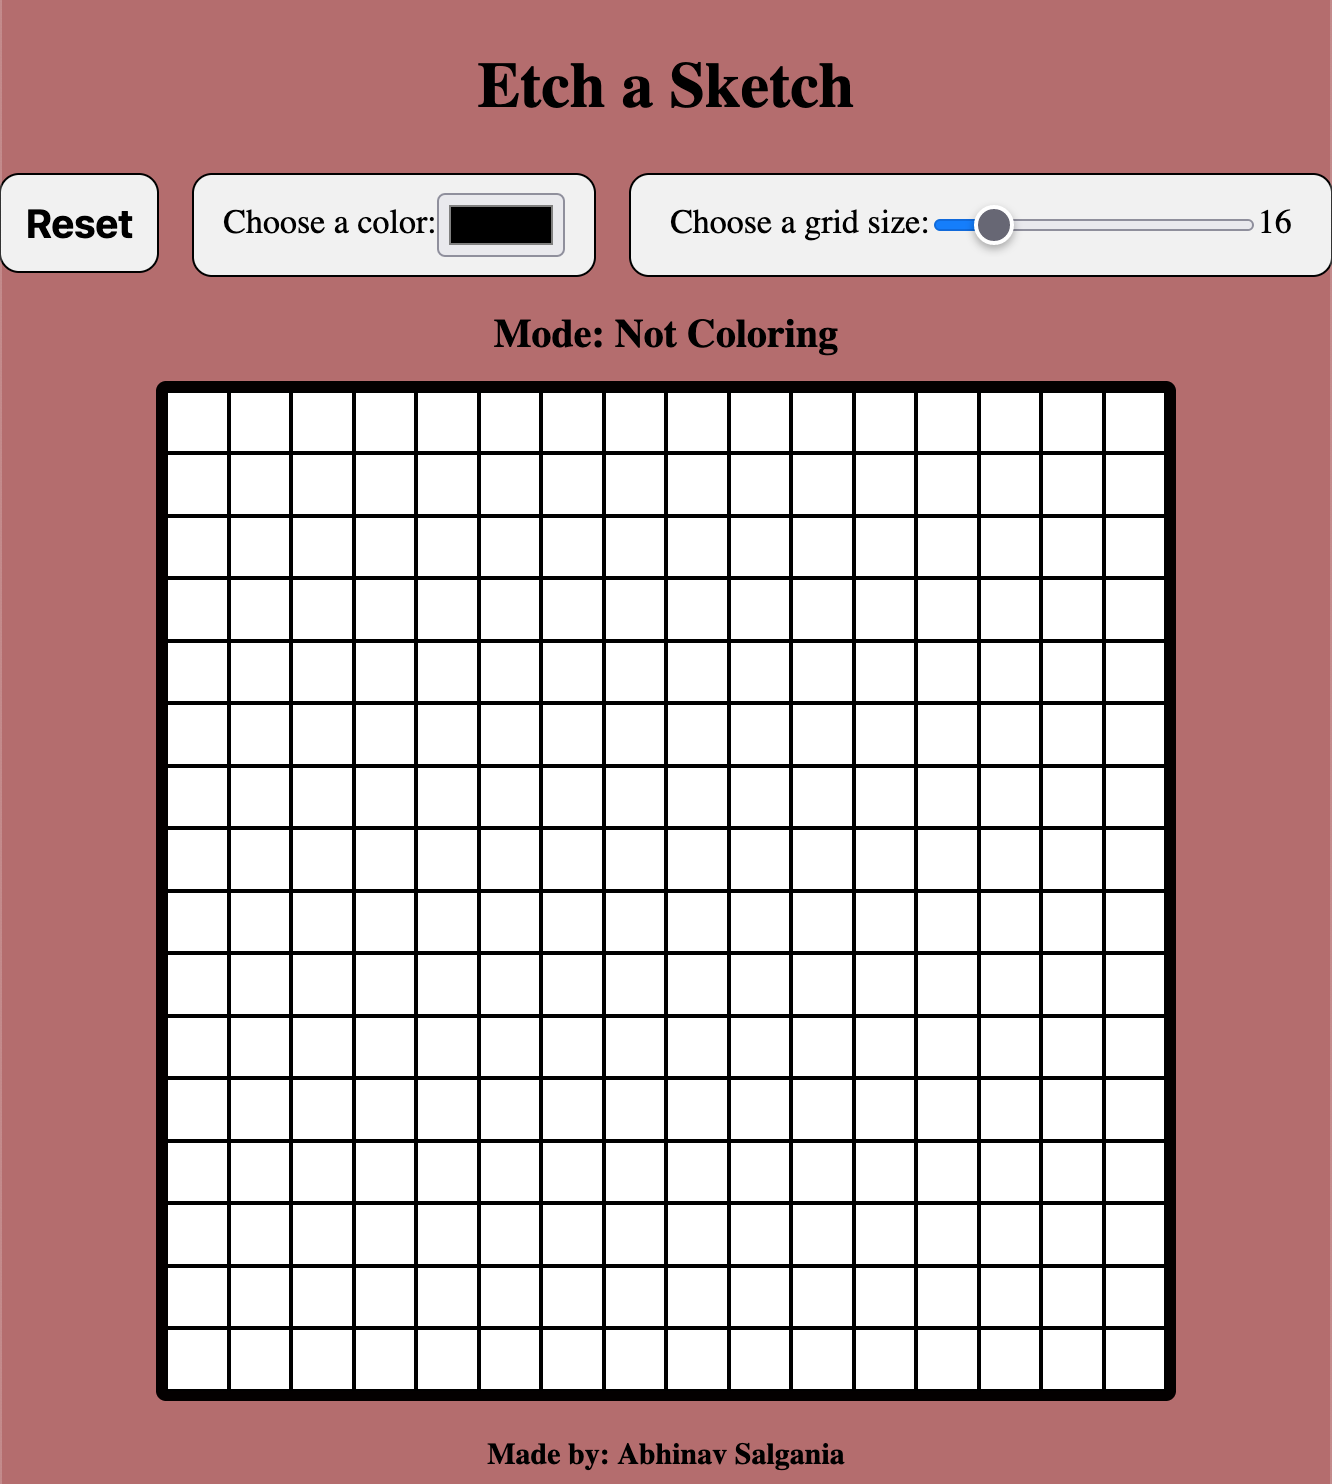 Etch a Sketch
Reset
Choose a color:
Choose a grid size: 16
Mode: Not Coloring
Made by: Abhinav Salgania